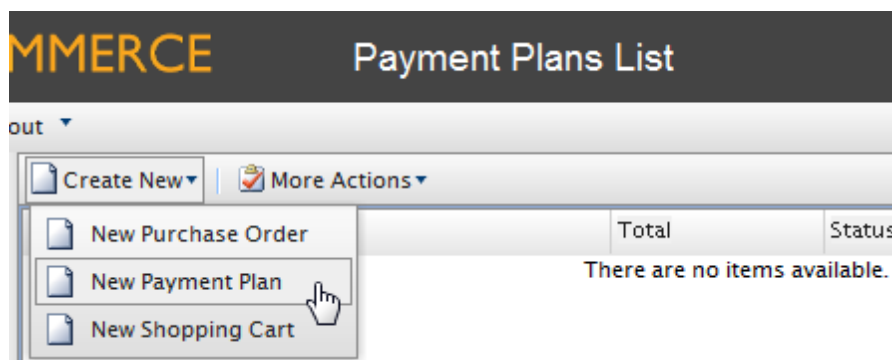 MMERCE Payment Plans List
out
Create New More Actions
New Purchase Order Total Status
There are no items available.
New Payment Plan
New Shopping Cart